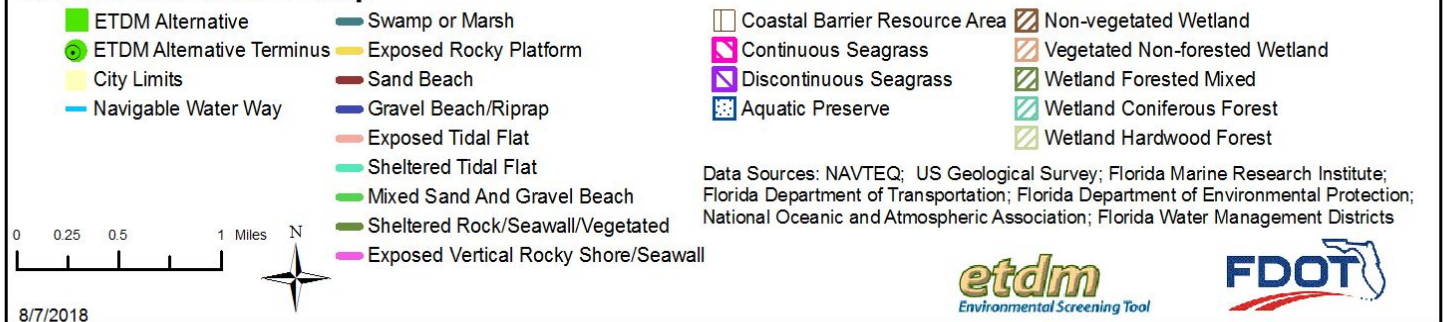 ETDM Alternative
ETDM Alternative Terminus
City Limits
Navigable Water Way
Swamp or Marsh
Exposed Rocky Platform
Sand Beach
Gravel Beach/Riprap
Exposed Tidal Flat
Sheltered Tidal Flat
Mixed Sand And Gravel Beach
Sheltered Rock/Seawall/Vegetated
Exposed Vertical Rocky Shore/Seawall
Coastal Barrier Resource Area
Continuous Seagrass
Discontinuous Seagrass
Aquatic Preserve
Non-vegetated Wetland
Vegetated Non-forested Wetland
Wetland Forested Mixed
Wetland Coniferous Forest
Wetland Hardwood Forest
Data Sources: NAVTEQ; US Geological Survey; Florida Marine Research Institute;
Florida Department of Transportation; Florida Department of Environmental Protection;
National Oceanic and Atmospheric Association; Florida Water Management Districts
0 0.25 0.5 1 Miles
N
8/7/2018
etdm
Environmental Screening Tool
FDOT